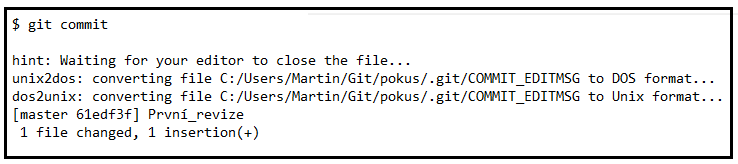 $ git commit
hint: Waiting for your editor to close the file...
unix2dos: converting file C:/Users/Martin/Git/pokus/.git/COMMIT_EDITMSG to DOS format...
dos2unix: converting file C:/Users/Martin/Git/pokus/.git/COMMIT_EDITMSG to Unix format...
[master 61edf3f] První_revize
1 file changed, 1 insertion(+)